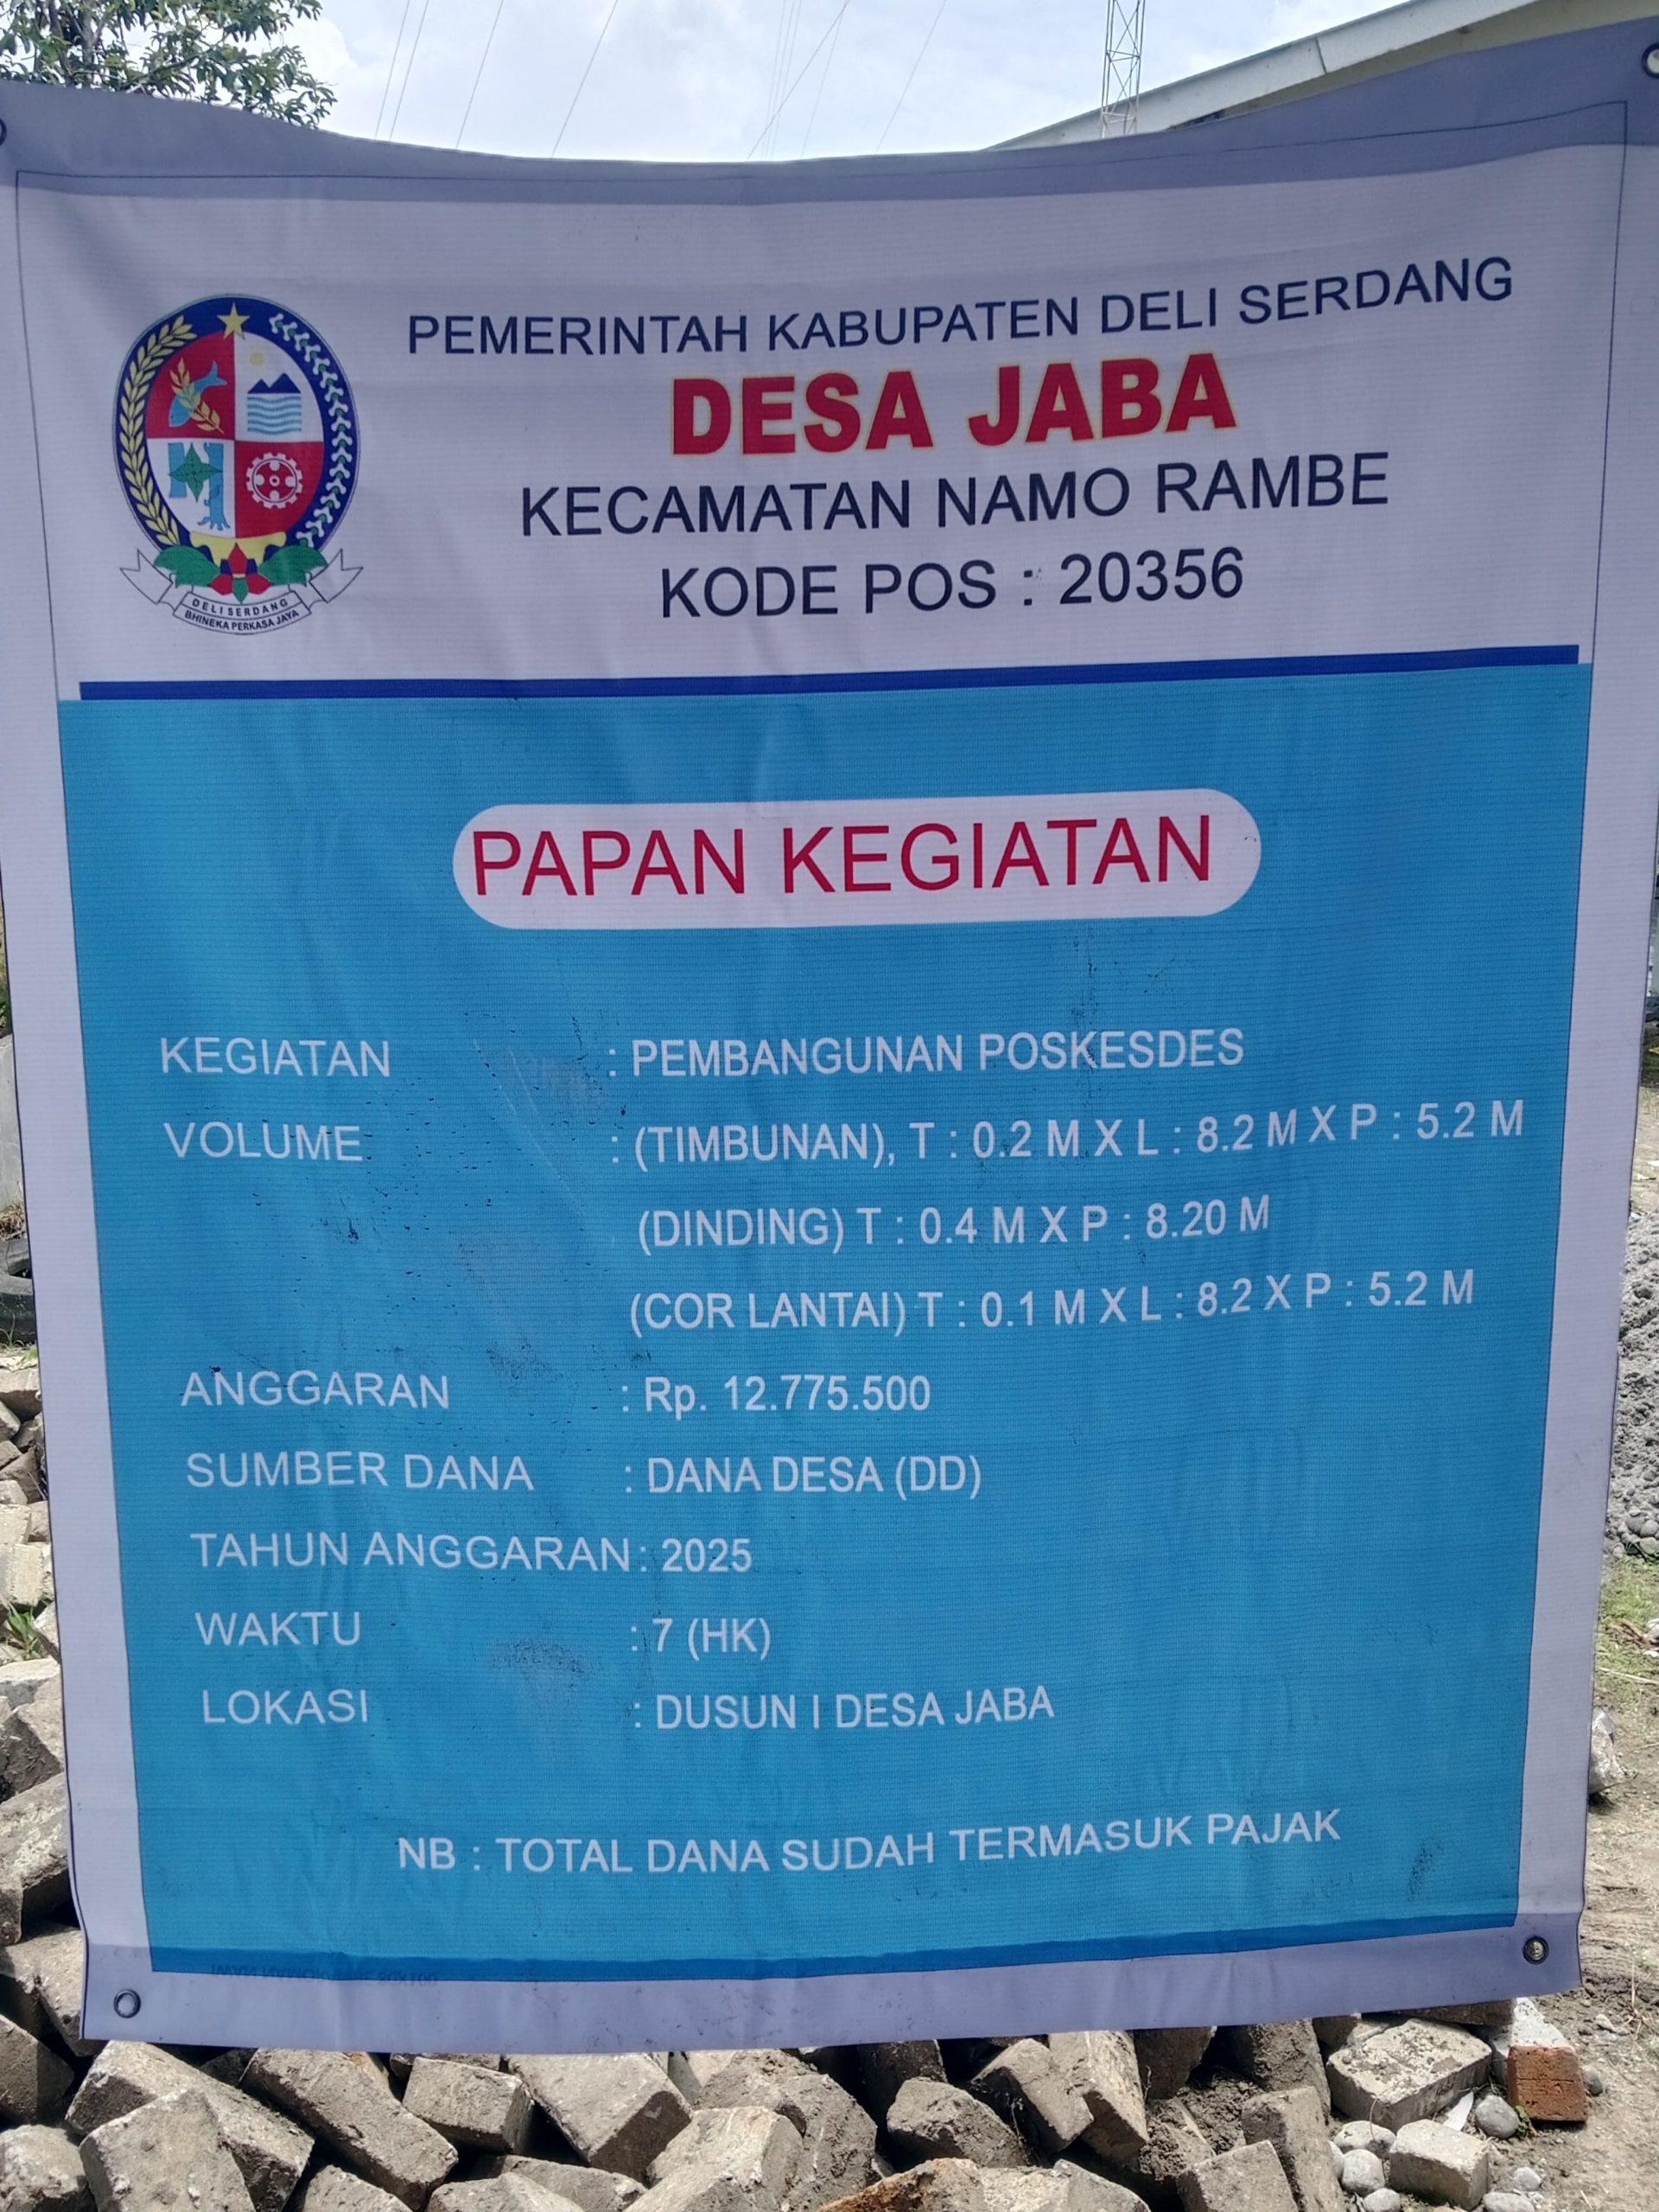 PEMERINTAH KABUPATEN DELI SERDANG
DESA JABA
KECAMATAN NAMO RAMBE
KODE POS : 20356
DELI SERDANG
BHINEKA PERKASA JAYA
PAPAN KEGIATAN
KEGIATAN : PEMBANGUNAN POSKESDES
VOLUME : (TIMBUNAN), T : 0.2 M X L : 8.2 M X P : 5.2 M
(DINDING) T : 0.4 M X P : 8.20 M
(COR LANTAI) T : 0.1 M X L : 8.2 X P : 5.2 M
ANGGARAN : Rp. 12.775.500
SUMBER DANA : DANA DESA (DD)
TAHUN ANGGARAN : 2025
WAKTU : 7 (HK)
LOKASI : DUSUN I DESA JABA
NB : TOTAL DANA SUDAH TERMASUK PAJAK